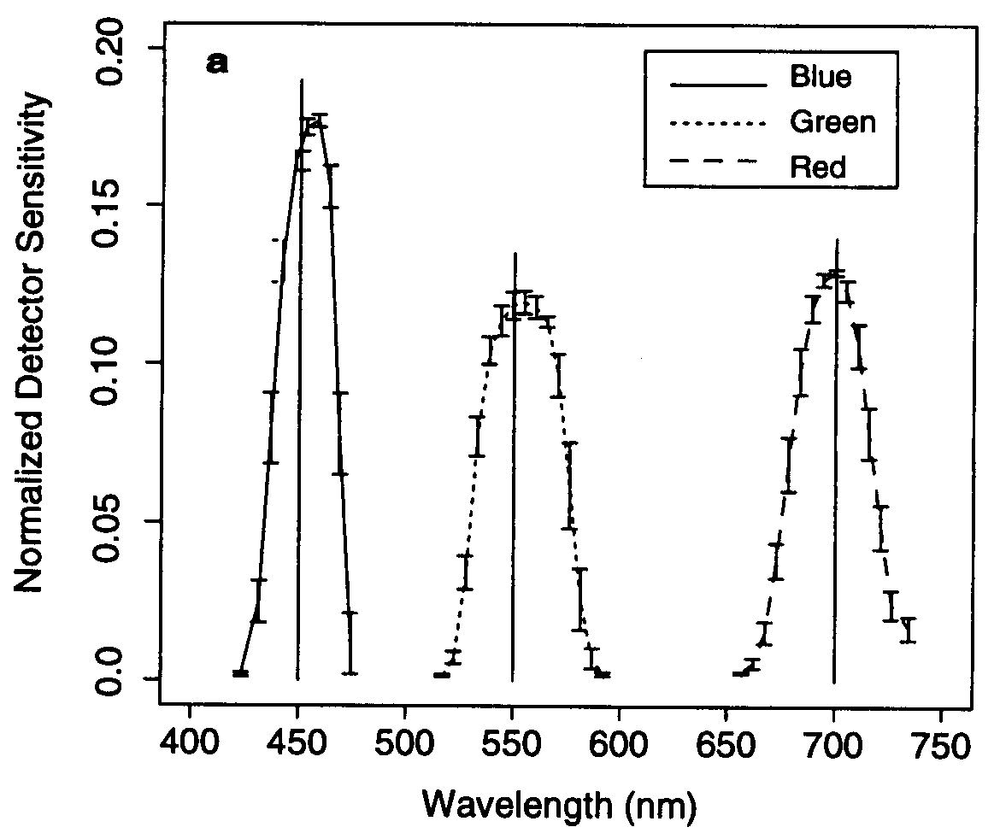 a
Blue
Green
Red
0.20
0.15
0.10
0.05
0.0
Normalized Detector Sensitivity
400 450 500 550 600 650 700 750
Wavelength (nm)